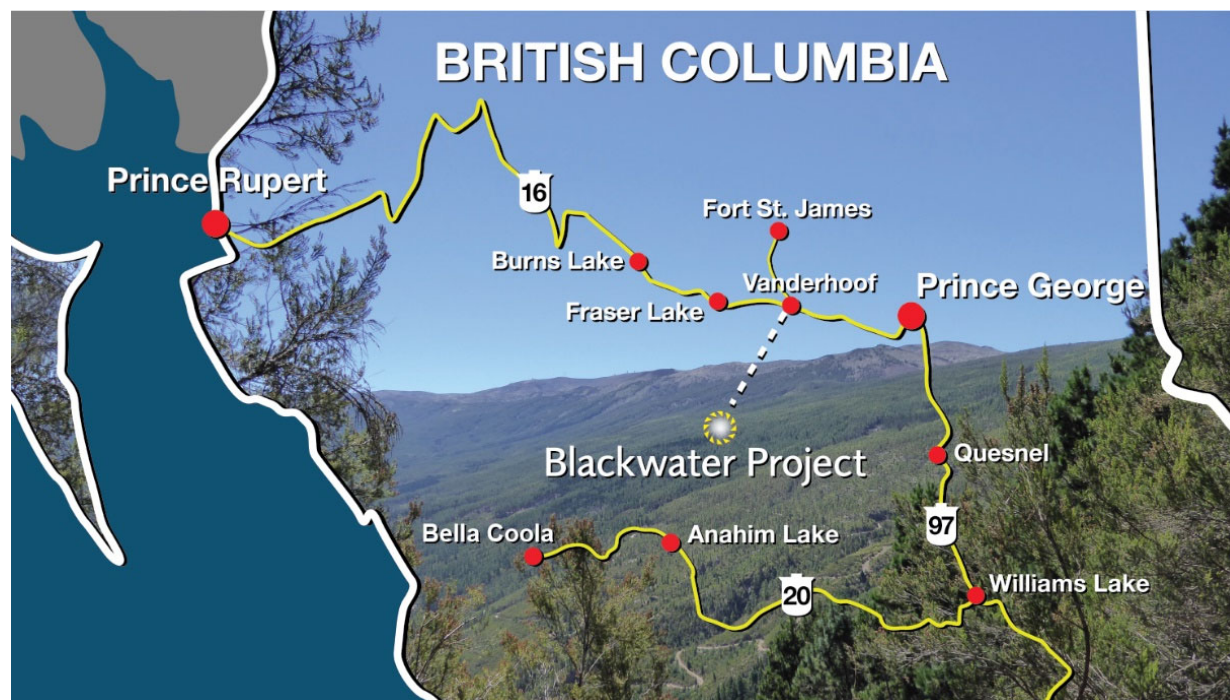 BRITISH COLUMBIA
Prince Rupert
16
Fort St. James
Burns Lake
Vanderhoof
Prince George
Fraser Lake
Quesnel
Blackwater Project
97
Bella Coola
Anahim Lake
Williams Lake
20